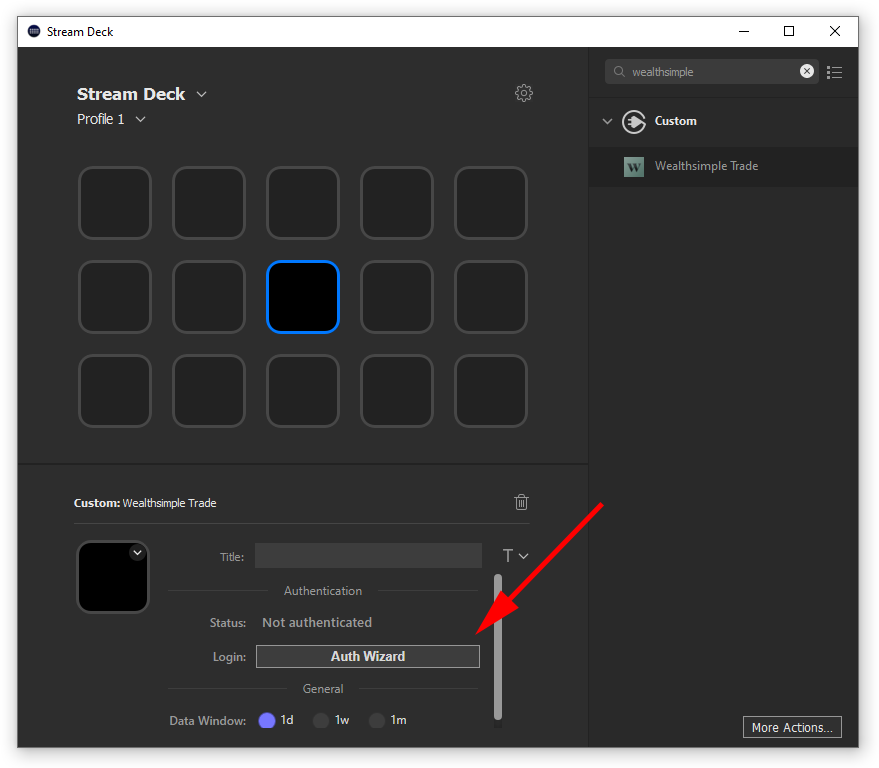 Stream Deck
Stream Deck
Profile 1
wealthsimple
Custom
W
Wealthsimple Trade
Custom: Wealthsimple Trade
Title:
T
Authentication
Status: Not authenticated
Login: Auth Wizard
General
Data Window: 1d 1w 1m
More Actions...